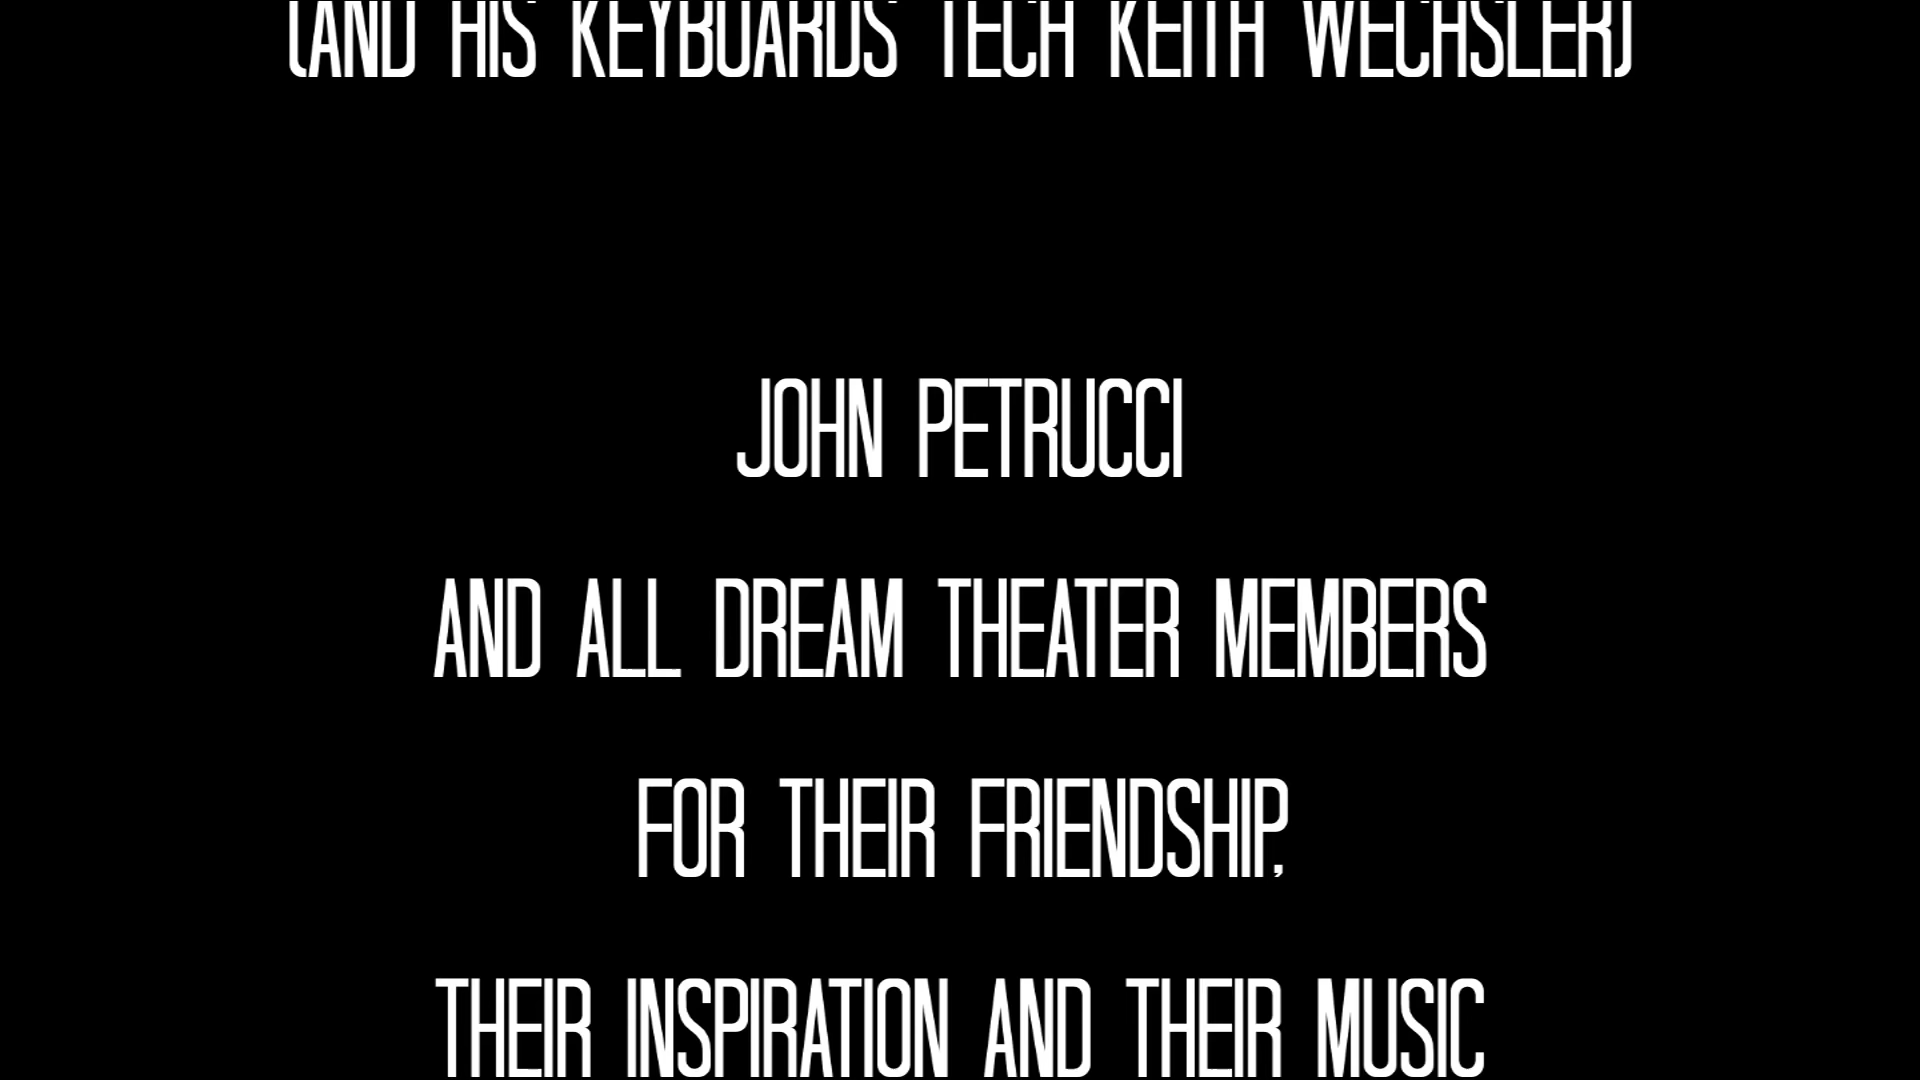 (AND HIS KEYBOARDS TECH KEITH WECHSLER)
JOHN PETRUCCI
AND ALL DREAM THEATER MEMBERS
FOR THEIR FRIENDSHIP,
THEIR INSPIRATION AND THEIR MUSIC